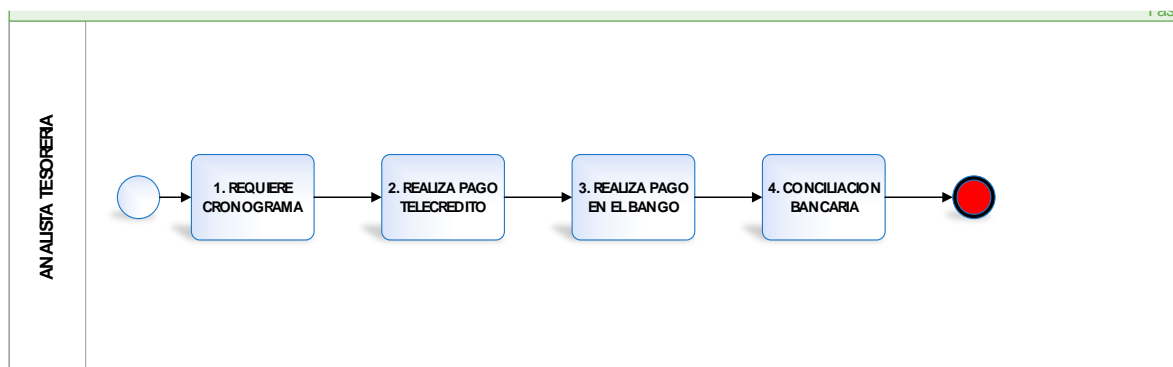 ANALISTA TESORERIA
1. REQUIERE
CRONOGRAMA
2. REALIZA PAGO
TELECREDITO
3. REALIZA PAGO
EN EL BANGO
4. CONCILIACION
BANCARIA